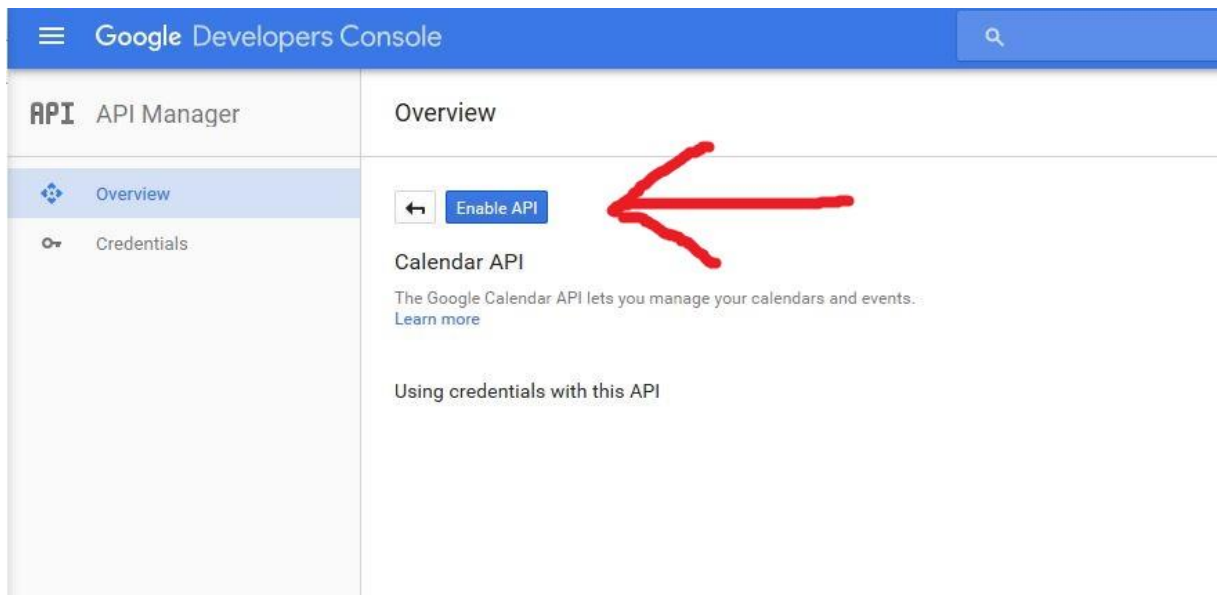 Google Developers Console
API API Manager
Overview
Overview
Credentials
Enable API
Calendar API
The Google Calendar API lets you manage your calendars and events.
Learn more
Using credentials with this API